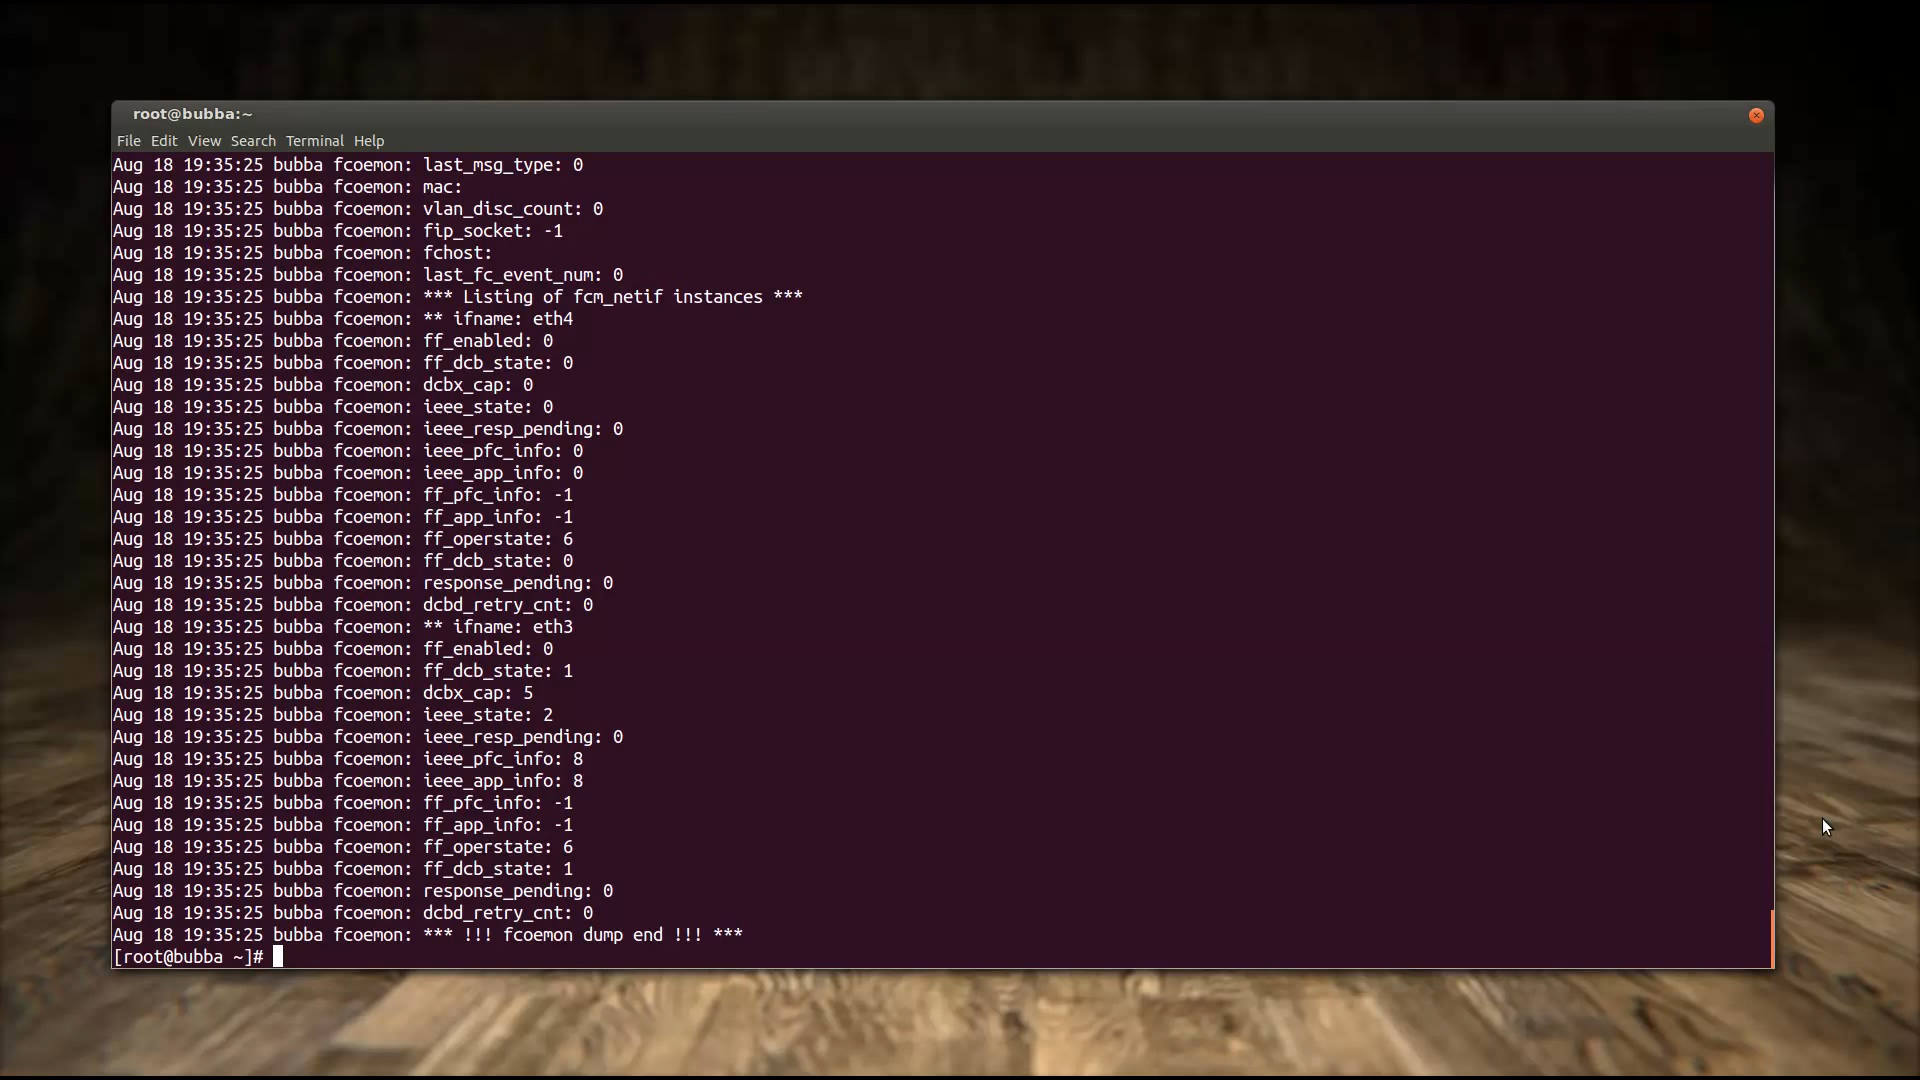 root@bubba:~
File Edit View Search Terminal Help
Aug 18 19:35:25 bubba fcoemon: last_msg_type: 0
Aug 18 19:35:25 bubba fcoemon: mac:
Aug 18 19:35:25 bubba fcoemon: vlan_disc_count: 0
Aug 18 19:35:25 bubba fcoemon: fip_socket: -1
Aug 18 19:35:25 bubba fcoemon: fchost:
Aug 18 19:35:25 bubba fcoemon: last_fc_event_num: 0
Aug 18 19:35:25 bubba fcoemon: *** Listing of fcm_netif instances ***
Aug 18 19:35:25 bubba fcoemon: ** ifname: eth4
Aug 18 19:35:25 bubba fcoemon: ff_enabled: 0
Aug 18 19:35:25 bubba fcoemon: ff_dcb_state: 0
Aug 18 19:35:25 bubba fcoemon: dcbx_cap: 0
Aug 18 19:35:25 bubba fcoemon: ieee_state: 0
Aug 18 19:35:25 bubba fcoemon: ieee_resp_pending: 0
Aug 18 19:35:25 bubba fcoemon: ieee_pfc_info: 0
Aug 18 19:35:25 bubba fcoemon: ieee_app_info: 0
Aug 18 19:35:25 bubba fcoemon: ff_pfc_info: -1
Aug 18 19:35:25 bubba fcoemon: ff_app_info: -1
Aug 18 19:35:25 bubba fcoemon: ff_operstate: 6
Aug 18 19:35:25 bubba fcoemon: ff_dcb_state: 0
Aug 18 19:35:25 bubba fcoemon: response_pending: 0
Aug 18 19:35:25 bubba fcoemon: dcbd_retry_cnt: 0
Aug 18 19:35:25 bubba fcoemon: ** ifname: eth3
Aug 18 19:35:25 bubba fcoemon: ff_enabled: 0
Aug 18 19:35:25 bubba fcoemon: ff_dcb_state: 1
Aug 18 19:35:25 bubba fcoemon: dcbx_cap: 5
Aug 18 19:35:25 bubba fcoemon: ieee_state: 2
Aug 18 19:35:25 bubba fcoemon: ieee_resp_pending: 0
Aug 18 19:35:25 bubba fcoemon: ieee_pfc_info: 8
Aug 18 19:35:25 bubba fcoemon: ieee_app_info: 8
Aug 18 19:35:25 bubba fcoemon: ff_pfc_info: -1
Aug 18 19:35:25 bubba fcoemon: ff_app_info: -1
Aug 18 19:35:25 bubba fcoemon: ff_operstate: 6
Aug 18 19:35:25 bubba fcoemon: ff_dcb_state: 1
Aug 18 19:35:25 bubba fcoemon: response_pending: 0
Aug 18 19:35:25 bubba fcoemon: dcbd_retry_cnt: 0
Aug 18 19:35:25 bubba fcoemon: *** !!! fcoemon dump end !!! ***
[root@bubba ~]#